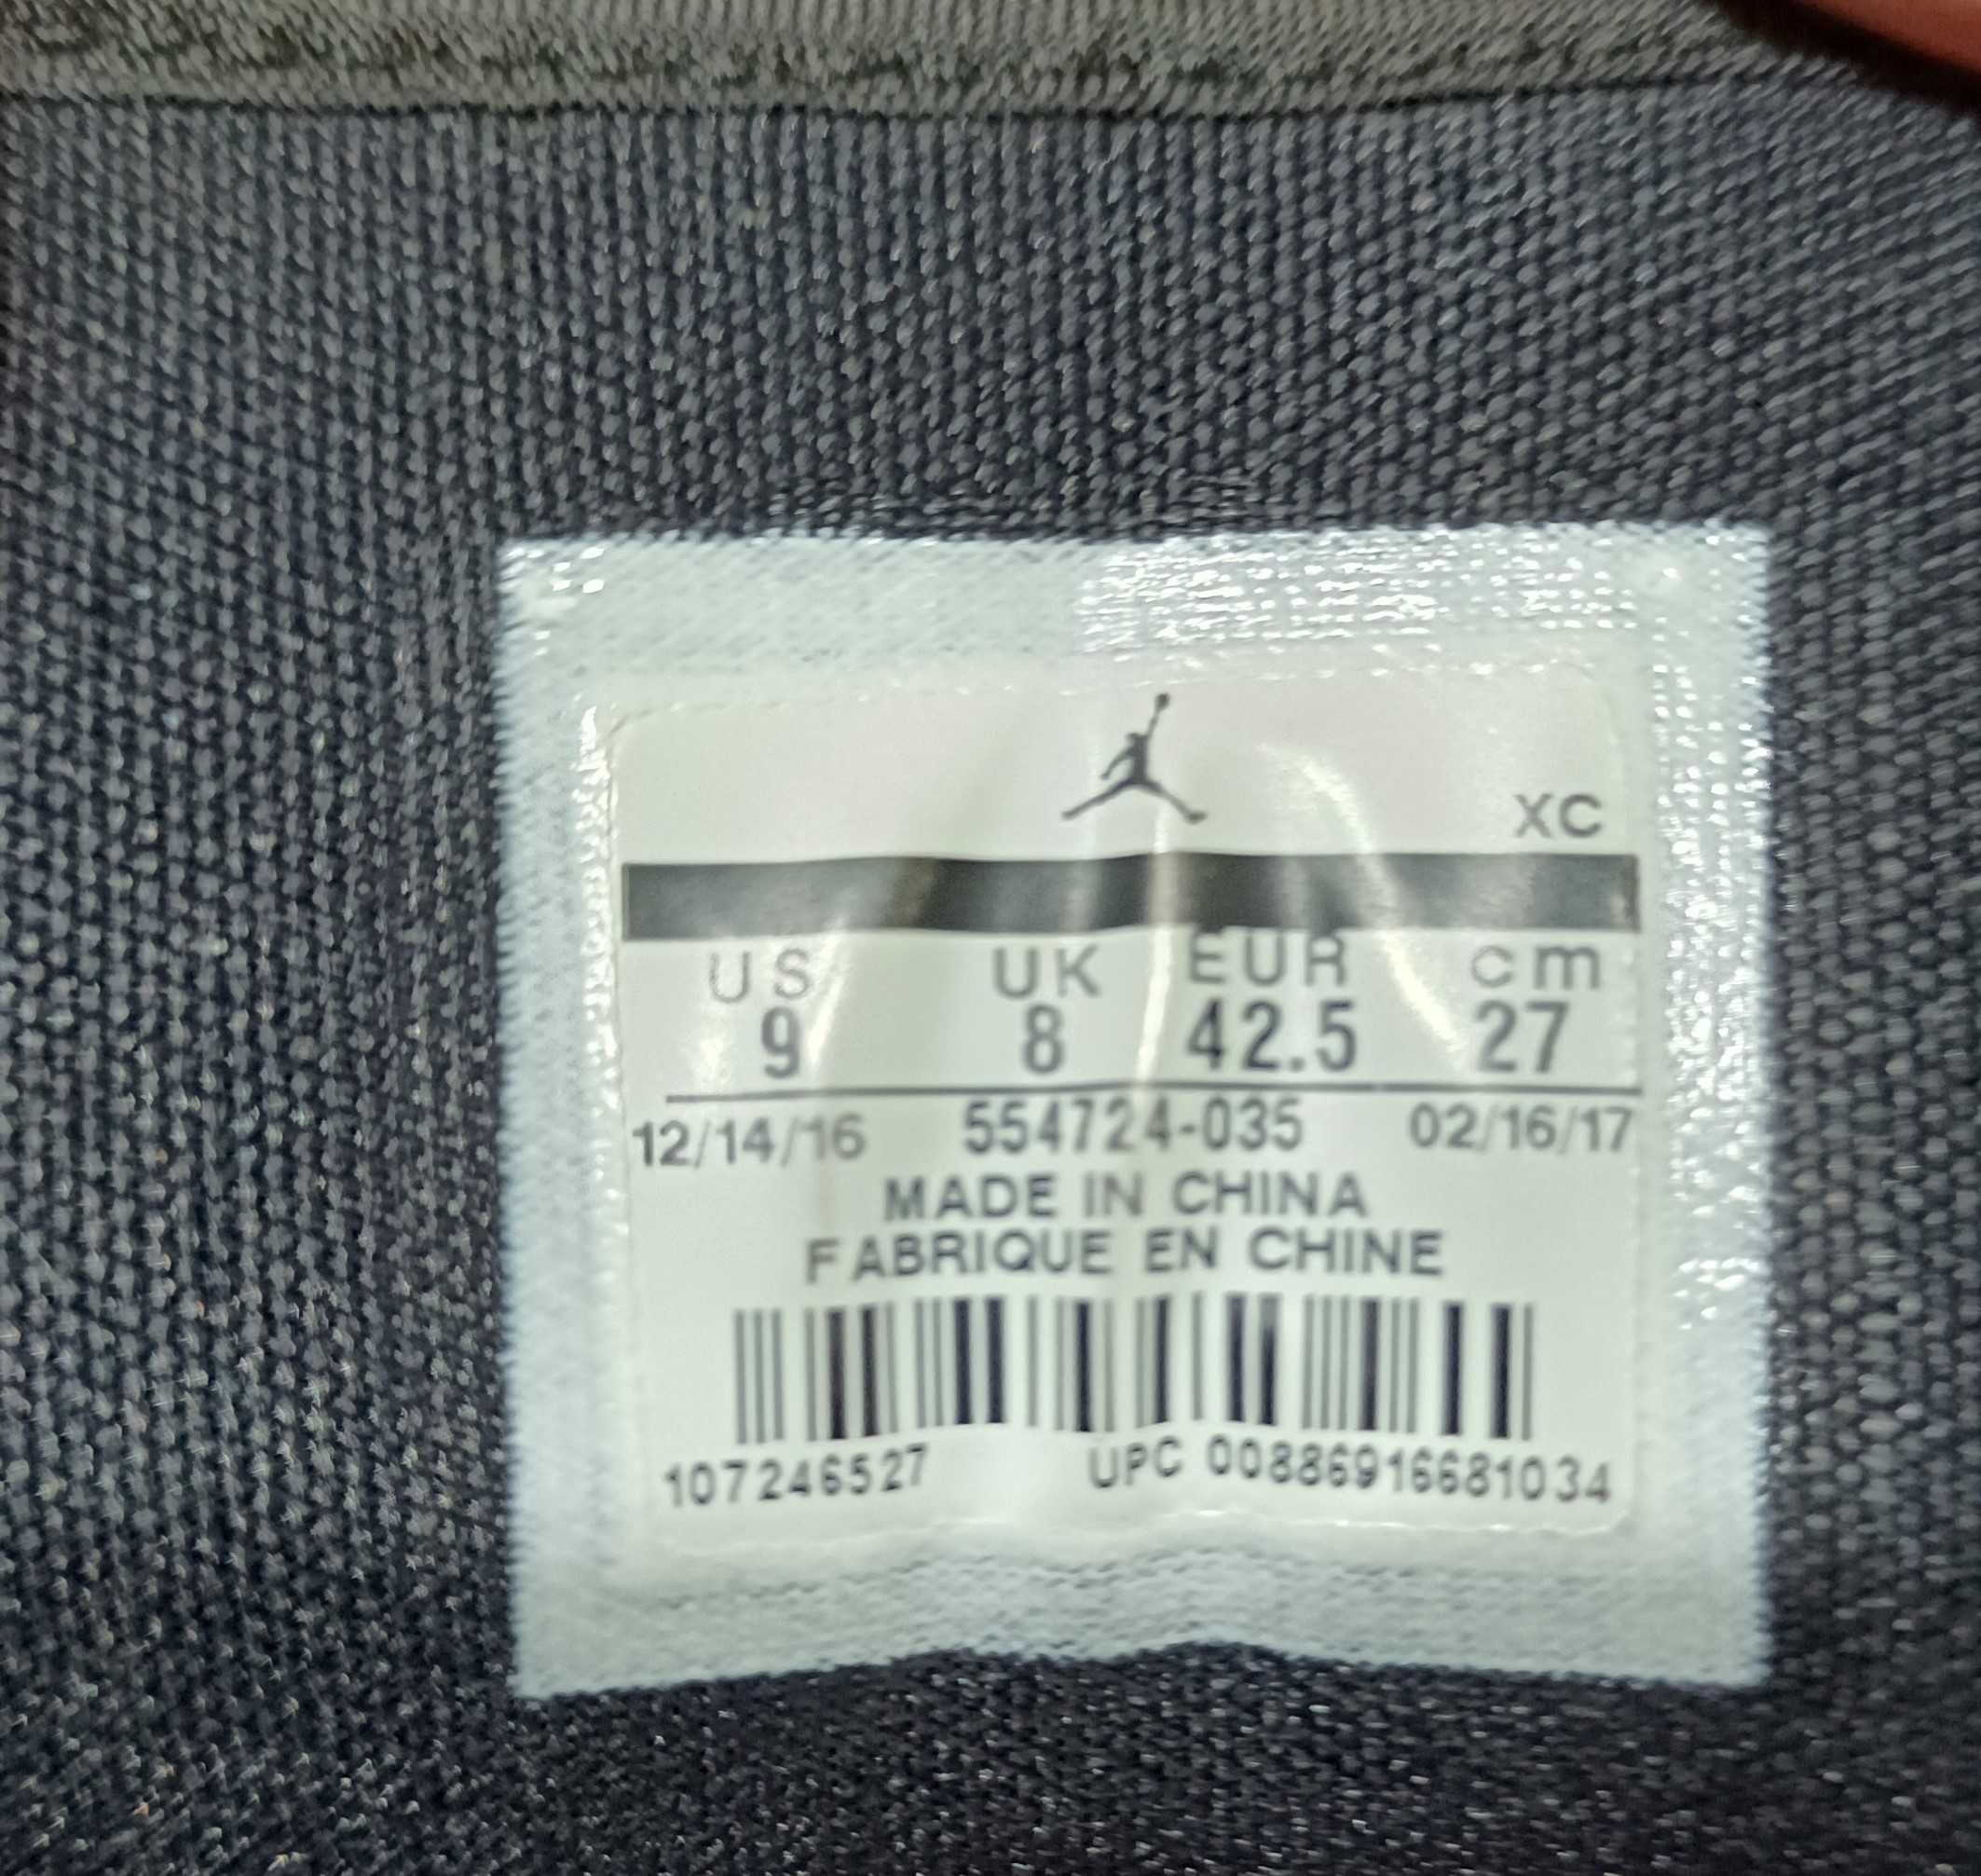 XC
US UK EUR cm
9 8 42.5 27
12/14/16 554724-035 02/16/17
MADE IN CHINA
FABRIQUE EN CHINE
107246527 UPC 00886916681034